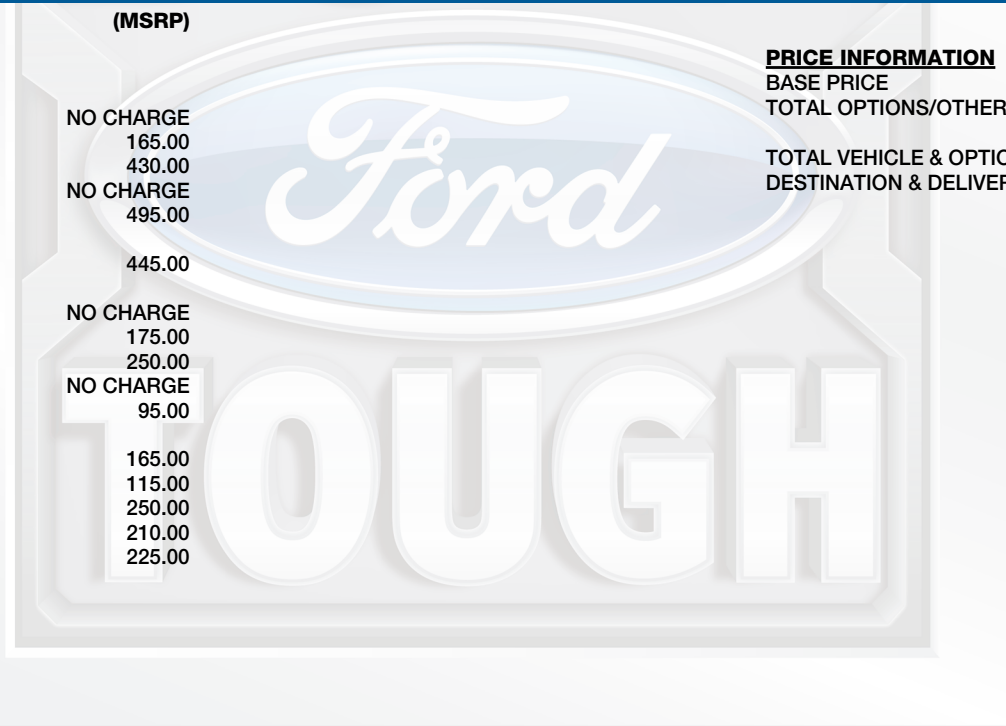 (MSRP)
NO CHARGE
165.00
430.00
NO CHARGE
495.00
445.00
NO CHARGE
175.00
250.00
NO CHARGE
95.00
165.00
115.00
250.00
210.00
225.00
PRICE INFORMATION
BASE PRICE
TOTAL OPTIONS/OTHER
TOTAL VEHICLE & OPTIO
DESTINATION & DELIVER
Ford
TOUGH